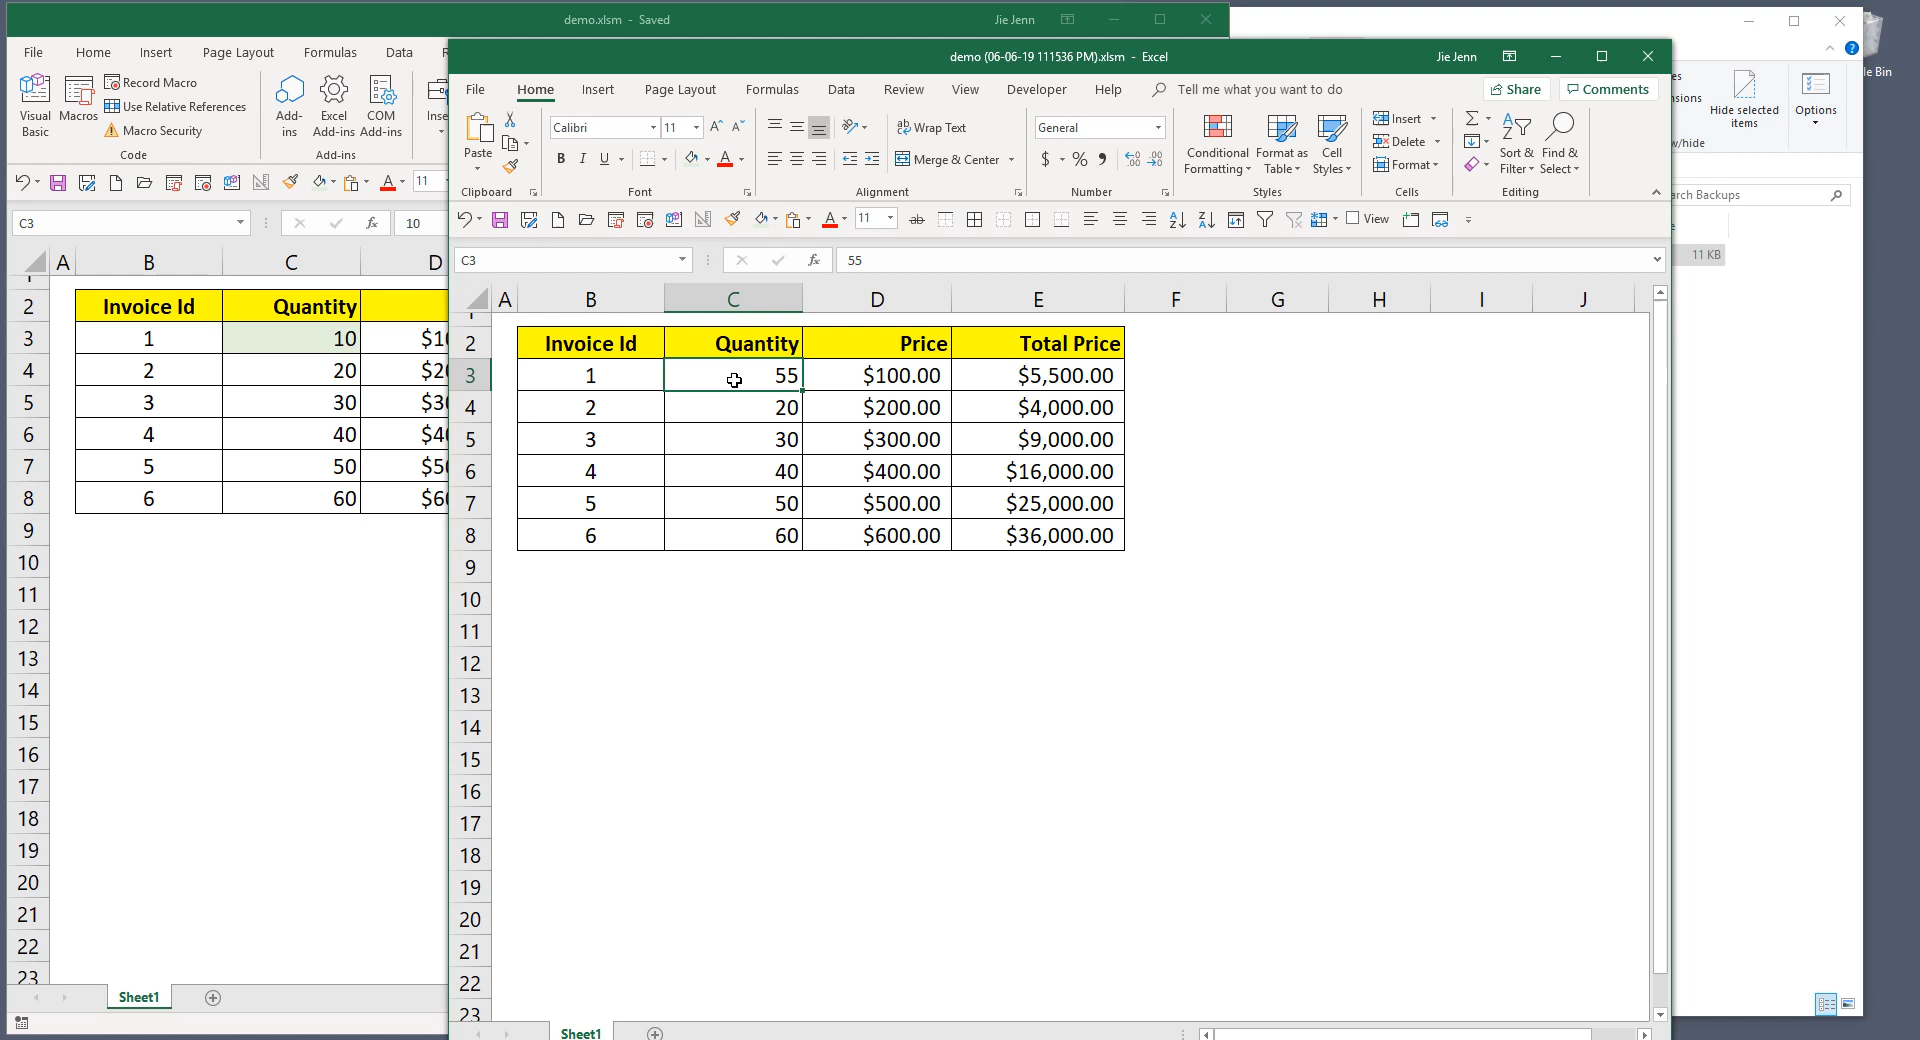 demo.xlsm - Saved
Jie Jenn
File Home Insert Page Layout Formulas Data
Visual Basic
Macros
Record Macro
Use Relative References
Macro Security
Code
Add-ins
Excel Add-ins
COM Add-ins
Add-ins
11
C3
fx
10
A B C D
2 Invoice Id Quantity
3 1 10
4 2 20
5 3 30
6 4 40
7 5 50
8 6 60
9
10
11
12
13
14
15
16
17
18
19
20
21
22
23
Sheet1
demo (06-06-19 111536 PM).xlsm - Excel
Jie Jenn
File Home Insert Page Layout Formulas Data Review View Developer Help Tell me what you want to do
Share
Comments
Paste
Clipboard
Calibri 11
B I U
Font
Wrap Text
Merge & Center
Alignment
General
$ % 9
Number
Conditional Formatting
Format as Table
Cell Styles
Styles
Insert
Delete
Format
Cells
Sort & Filter
Find & Select
Editing
11
View
C3
fx
55
A B C D E F G H I J
2 Invoice Id Quantity Price Total Price
3 1 55 $100.00 $5,500.00
4 2 20 $200.00 $4,000.00
5 3 30 $300.00 $9,000.00
6 4 40 $400.00 $16,000.00
7 5 50 $500.00 $25,000.00
8 6 60 $600.00 $36,000.00
9
10
11
12
13
14
15
16
17
18
19
20
21
22
23
Sheet1
Hide selected items
Options
w/hide
rch Backups
11 KB
le Bin